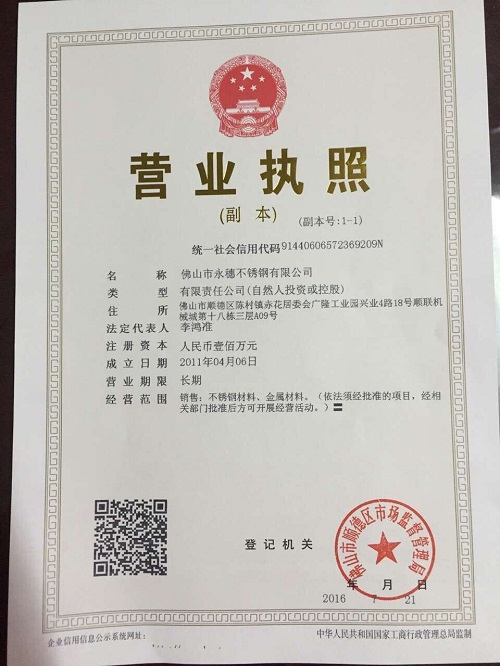 营业执照
(副 本) (副本号:1-1)
统一社会信用代码91440606572369209N
名称 佛山市永穗不锈钢有限公司
类型 有限责任公司(自然人投资或控股)
住所 佛山市顺德区陈村镇赤花居委会广隆工业园兴业4路18号顺联机
械城第十八栋三层A09号
法定代表人 李鸿准
注册资本 人民币壹佰万元
成立日期 2011年04月06日
营业期限 长期
经营范围 销售：不锈钢材料、金属材料。（依法须经批准的项目，经相
关部门批准后方可开展经营活动。）〓
佛山市顺德区市场监督管理局
登记机关
年 月 日
2016 7 21
企业信用信息公示系统网址：
中华人民共和国国家工商行政管理总局监制